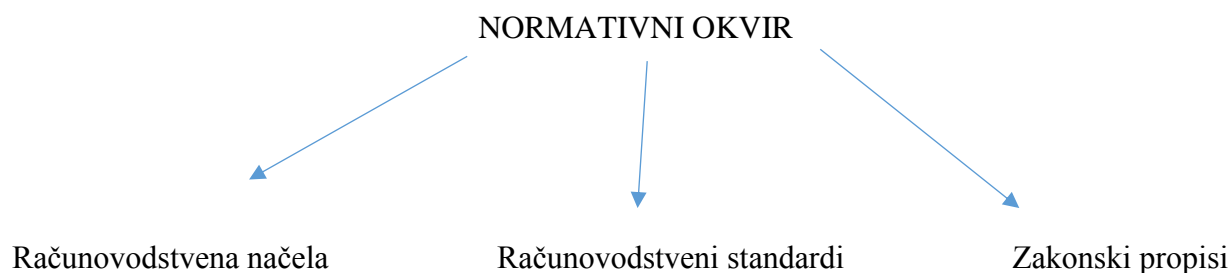 NORMATIVNI OKVIR
Računovodstvena načela Računovodstveni standardi Zakonski propisi